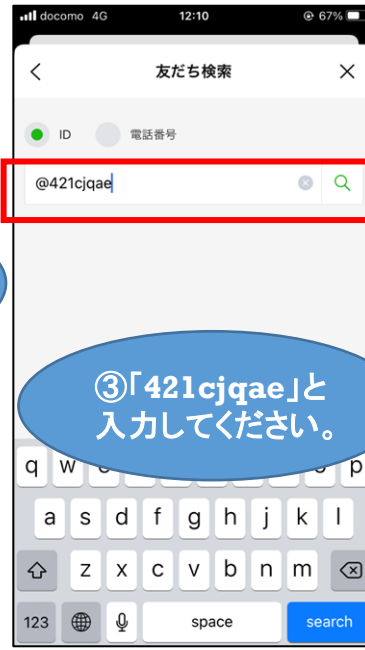 docomo 4G 12:10 67%
友だち検索
ID 電話番号
@421cjqae
③「421cjqae」と
入力してください。
q w e p
a s d f g h j k l
z x c v b n m
123 space search